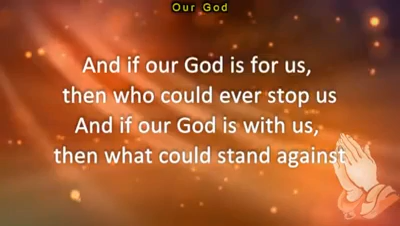 Our God
And if our God is for us,
then who could ever stop us
And if our God is with us,
then what could stand against